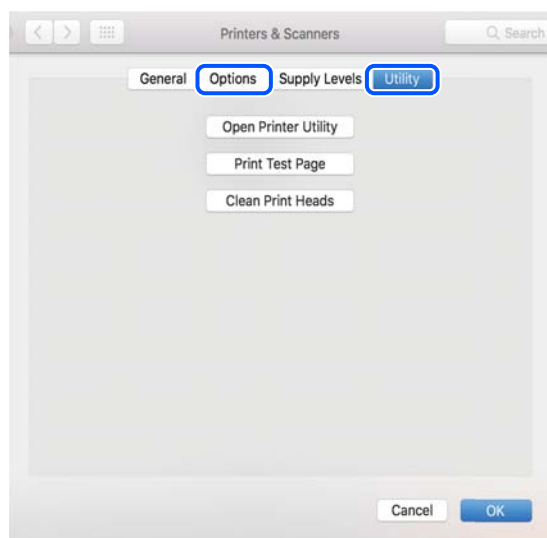 Printers & Scanners
Search
General Options Supply Levels Utility
Open Printer Utility
Print Test Page
Clean Print Heads
Cancel OK